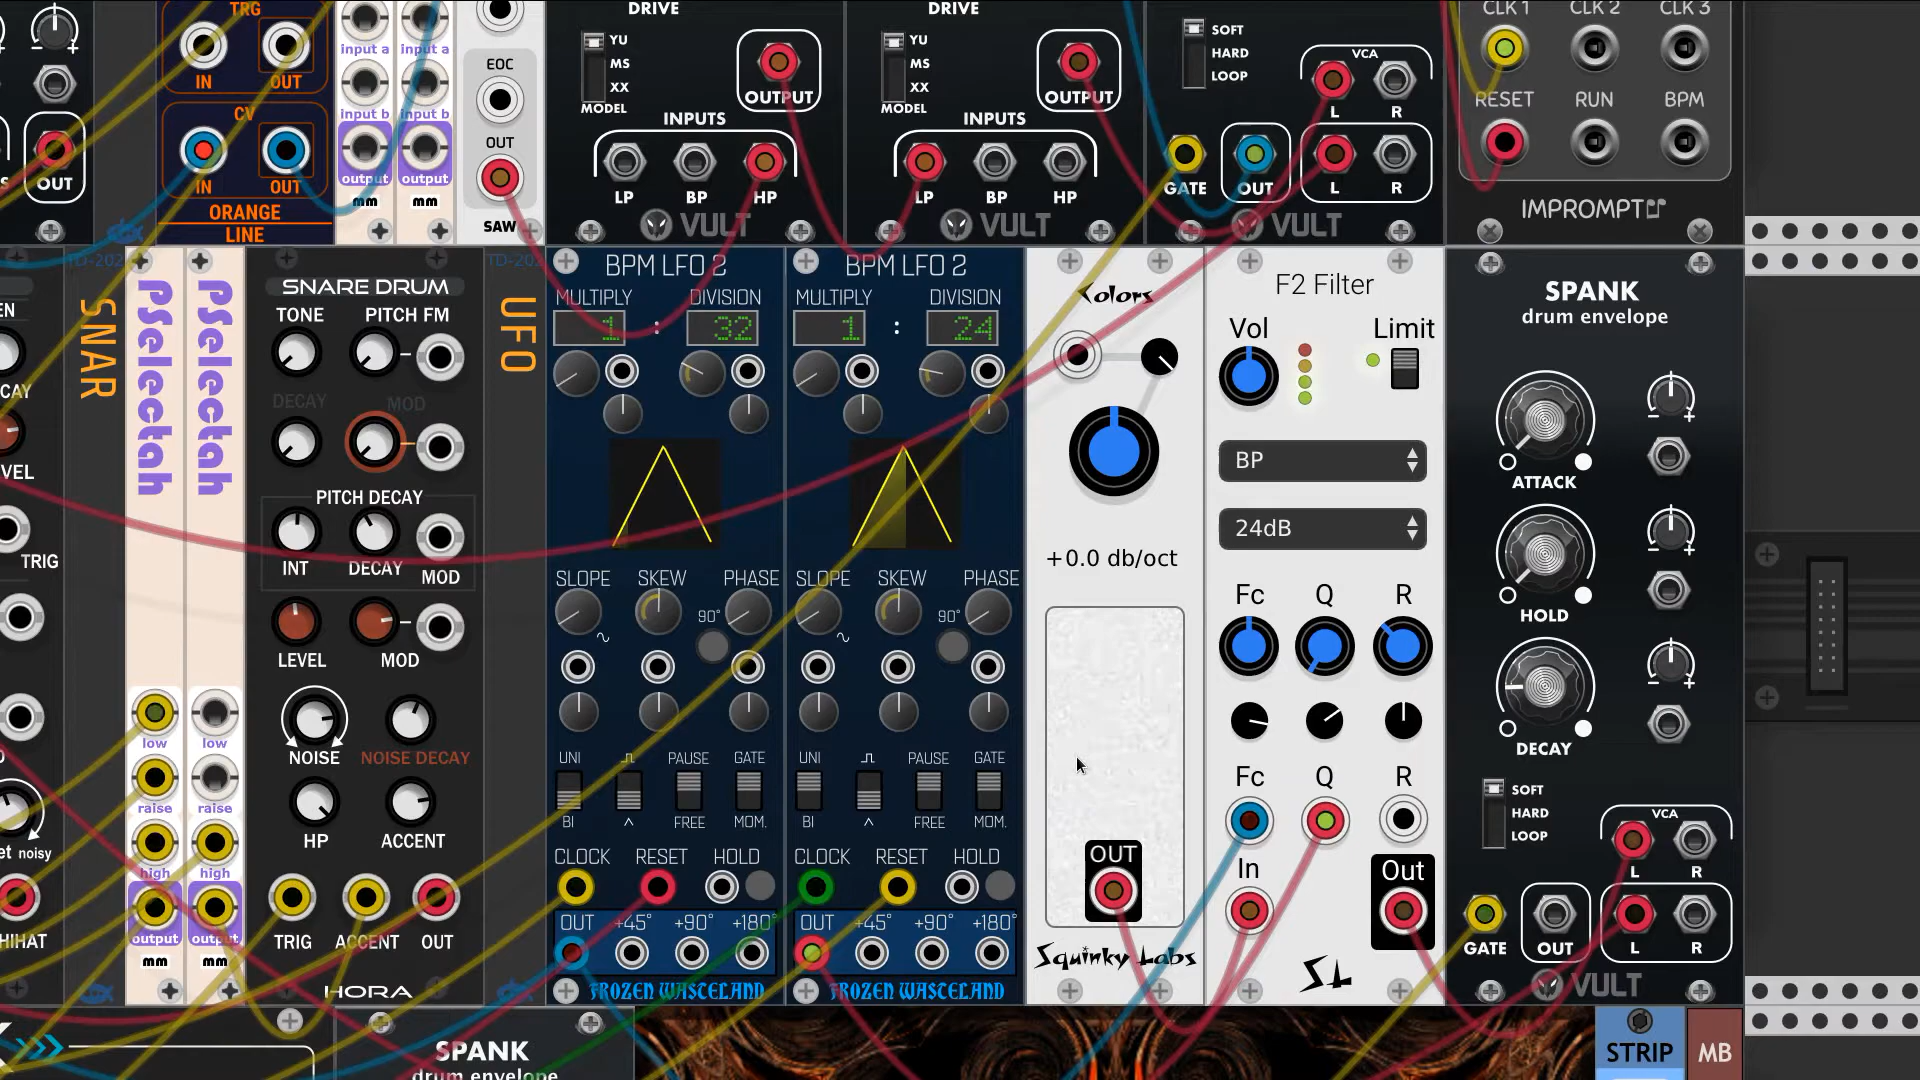 TRG
IN OUT
CV
IN OUT
ORANGE
LINE
OUT
input a
input b
output
mm
input a
input b
output
mm
EOC
OUT
SAW
DRIVE
YU
MS
XX
MODEL
OUTPUT
INPUTS
LP BP HP
VULT
DRIVE
YU
MS
XX
MODEL
OUTPUT
INPUTS
LP BP HP
VULT
SOFT
HARD
LOOP
VCA
L R
GATE OUT L R
VULT
CLK 1 CLK 2 CLK 3
RESET RUN BPM
IMPROMPT
TRIG
SNAR
PSelectah
low
raise
high
output
mm
PSelectah
low
raise
high
output
mm
SNARE DRUM
TONE PITCH FM
DECAY MOD
PITCH DECAY
INT DECAY MOD
LEVEL MOD
NOISE NOISE DECAY
HP ACCENT
TRIG ACCENT OUT
HORA
UFO
BPM LFO 2
MULTIPLY DIVISION
1 : 32
SLOPE SKEW PHASE
90°
UNI PAUSE GATE
BI FREE MOM.
CLOCK RESET HOLD
OUT +45° +90° +180°
FROZEN WASTELAND
BPM LFO 2
MULTIPLY DIVISION
1 : 24
SLOPE SKEW PHASE
90°
UNI PAUSE GATE
BI FREE MOM.
CLOCK RESET HOLD
OUT +45° +90° +180°
FROZEN WASTELAND
Colors
+0.0 db/oct
OUT
Squinky Labs
F2 Filter
Vol Limit
BP
24dB
Fc Q R
Fc Q R
In Out
SL
SPANK
drum envelope
ATTACK
HOLD
DECAY
SOFT
HARD
LOOP
VCA
L R
GATE OUT L R
VULT
SPANK
drum envelope
STRIP
MB